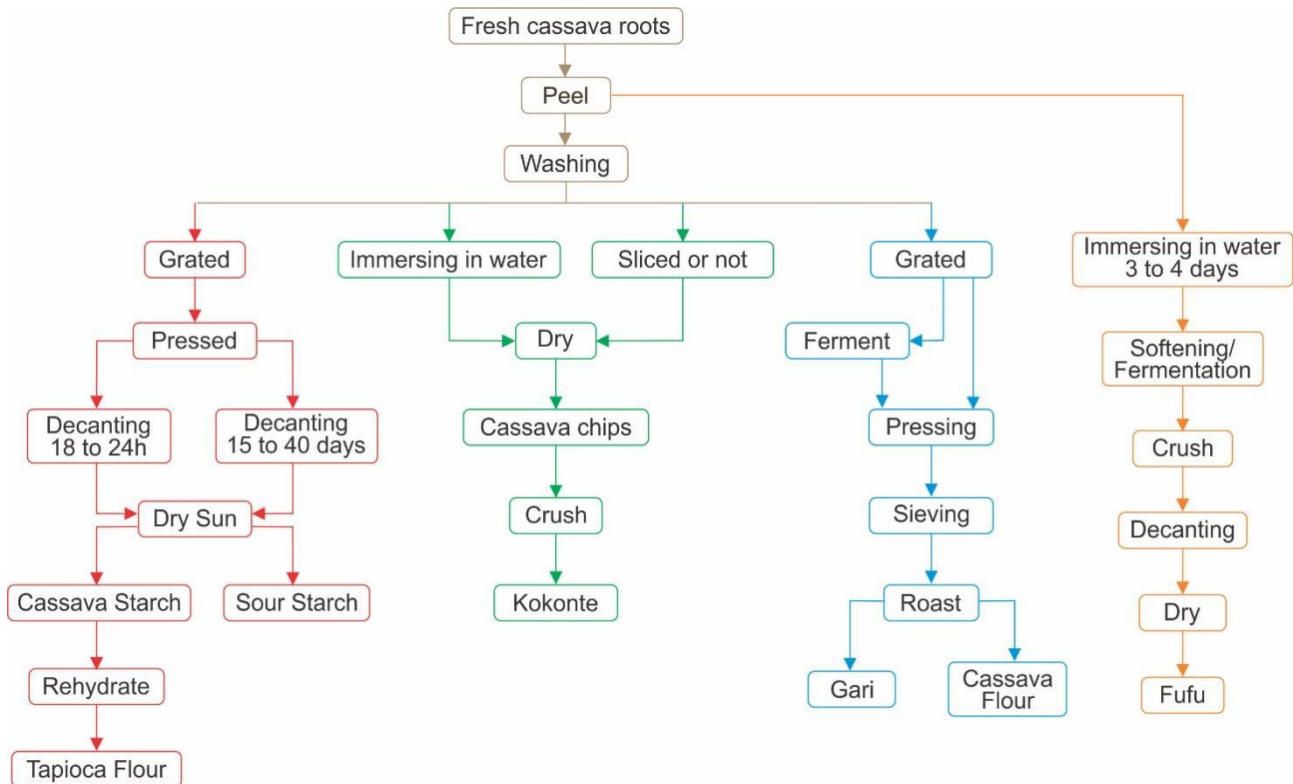 Fresh cassava roots
Peel
Washing
Grated
Pressed
Decanting
18 to 24h
Decanting
15 to 40 days
Dry Sun
Cassava Starch
Sour Starch
Rehydrate
Tapioca Flour
Immersing in water
Sliced or not
Dry
Cassava chips
Crush
Kokonte
Grated
Ferment
Pressing
Sieving
Roast
Gari
Cassava
Flour
Immersing in water
3 to 4 days
Softening/
Fermentation
Crush
Decanting
Dry
Fufu